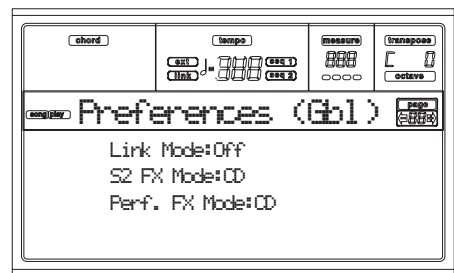 chord tempo measure transpose
ext seq 1
link seq 2
C 0
octave
song|play Preferences (Gbl) page
Link Mode:Off
S2 FX Mode:CD
Perf. FX Mode:CD